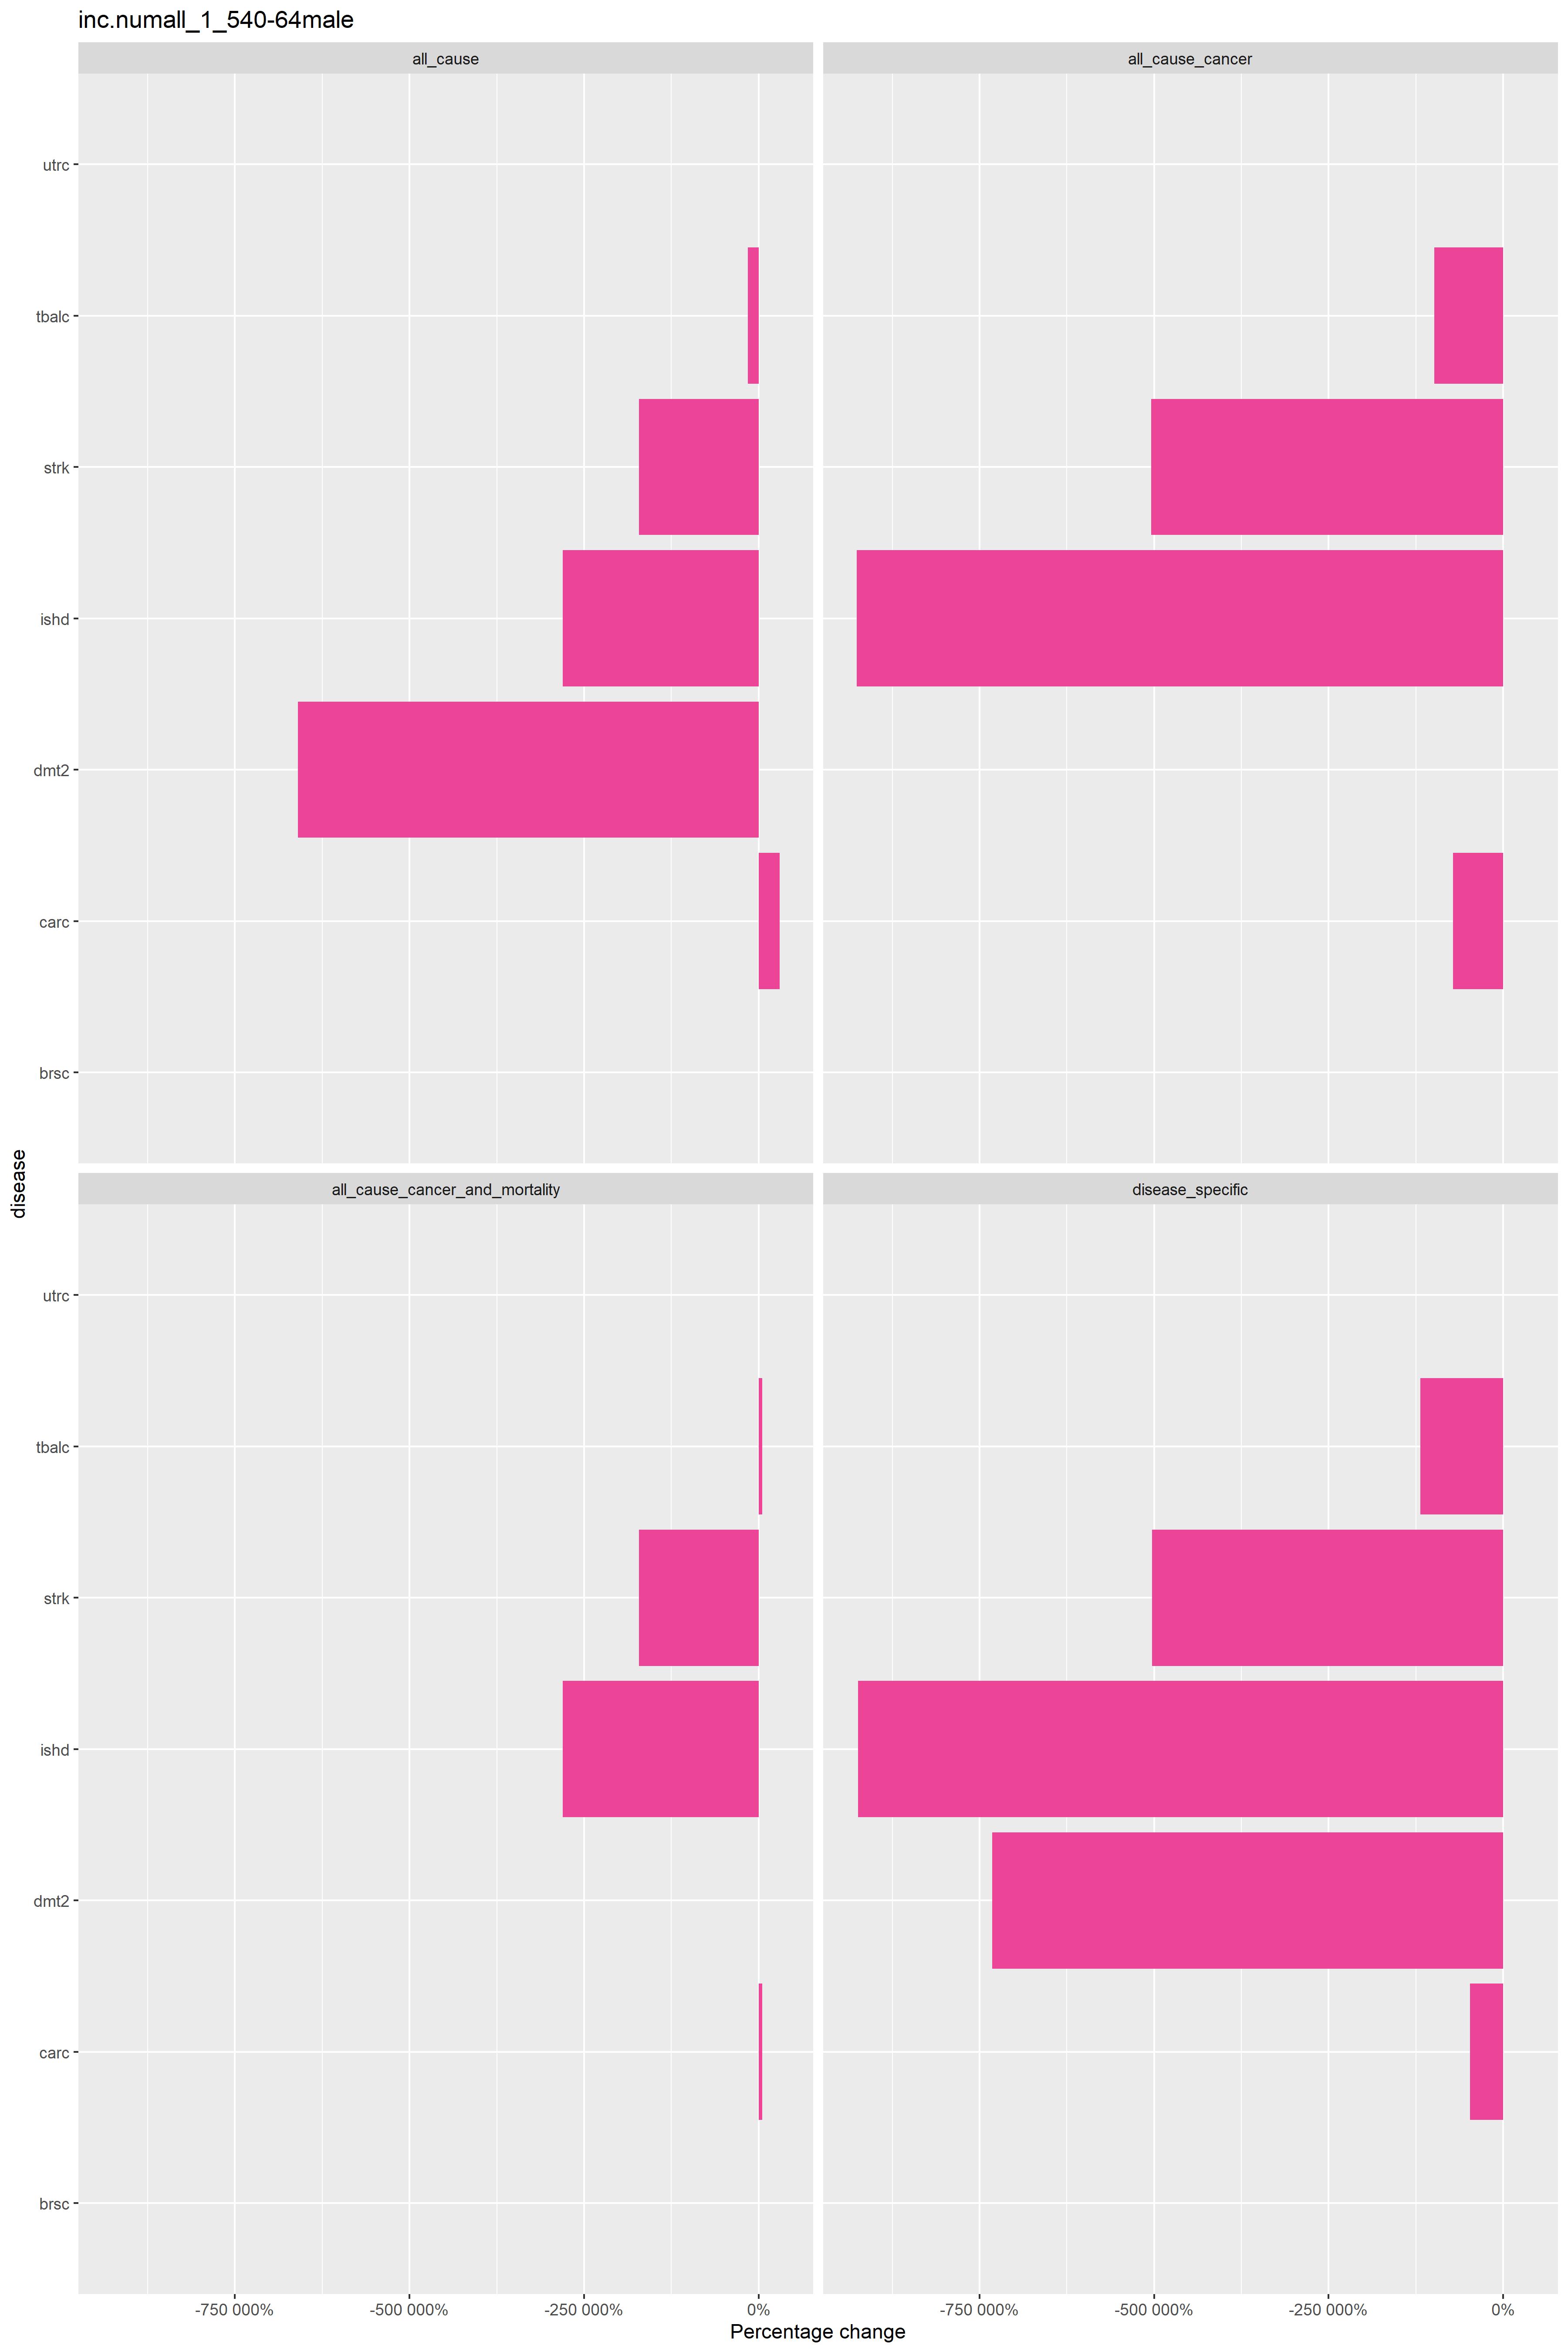 inc.numall_1_540-64male
all_cause
all_cause_cancer
utrc
tbalc
strk
ishd
dmt2
carc
brsc
disease
all_cause_cancer_and_mortality
disease_specific
utrc
tbalc
strk
ishd
dmt2
carc
brsc
-750 000%
-500 000%
-250 000%
0%
-750 000%
-500 000%
-250 000%
0%
Percentage change